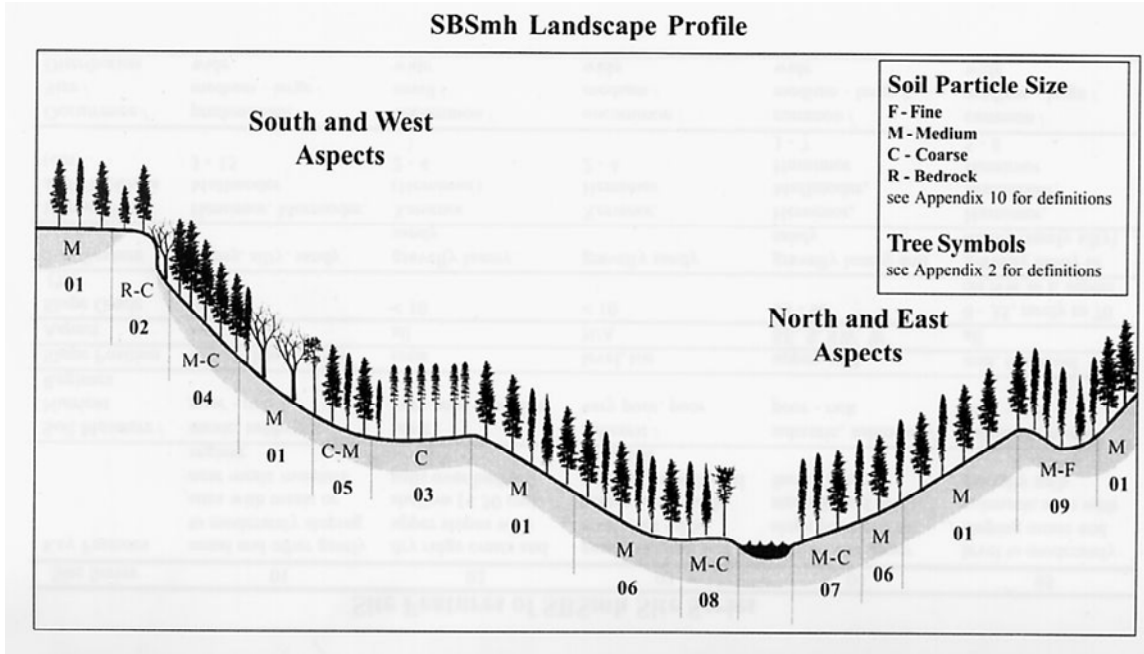 SBSmh Landscape Profile
South and West
Aspects
Soil Particle Size
F - Fine
M - Medium
C - Coarse
R - Bedrock
see Appendix 10 for definitions
Tree Symbols
see Appendix 2 for definitions
North and East
Aspects
M
01
R-C
02
M-C
04
M
01
C-M
05
C
03
M
01
M
06
M-C
08
M-C
07
M
06
M
01
M-F
09
M
01